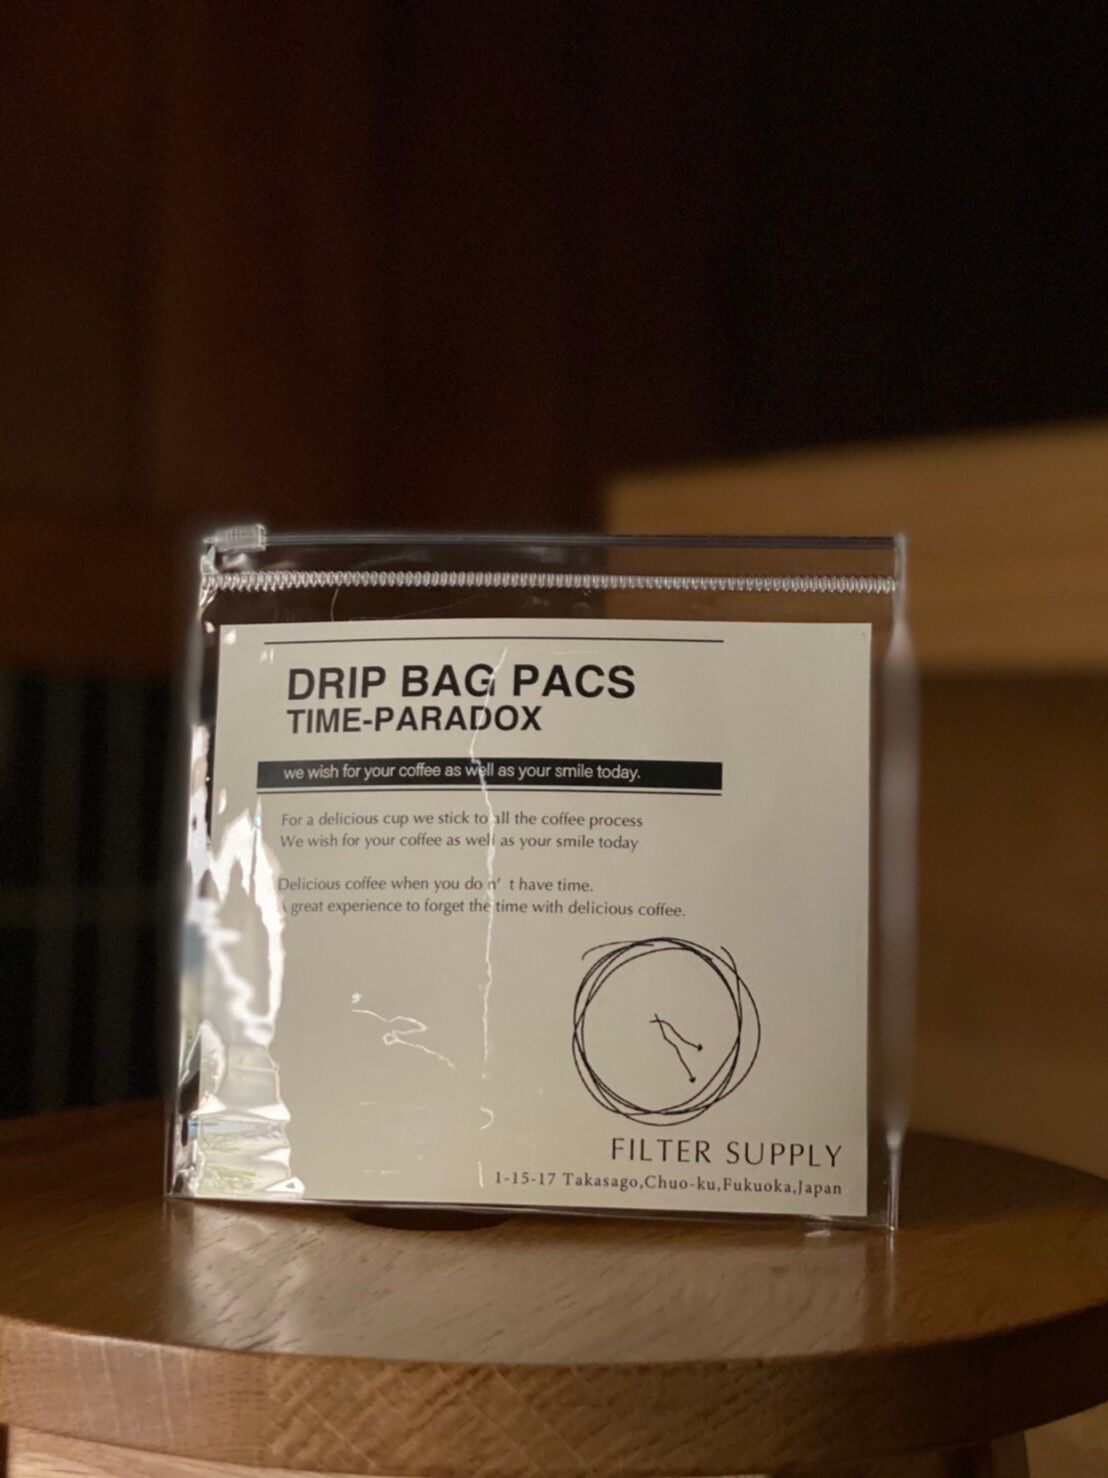 DRIP BAG PACS
TIME-PARADOX
we wish for your coffee as well as your smile today.
For a delicious cup we stick to all the coffee process
We wish for your coffee as well as your smile today
Delicious coffee when you don’ t have time.
A great experience to forget the time with delicious coffee.
FILTER SUPPLY
1-15-17 Takasago,Chuo-ku,Fukuoka,Japan